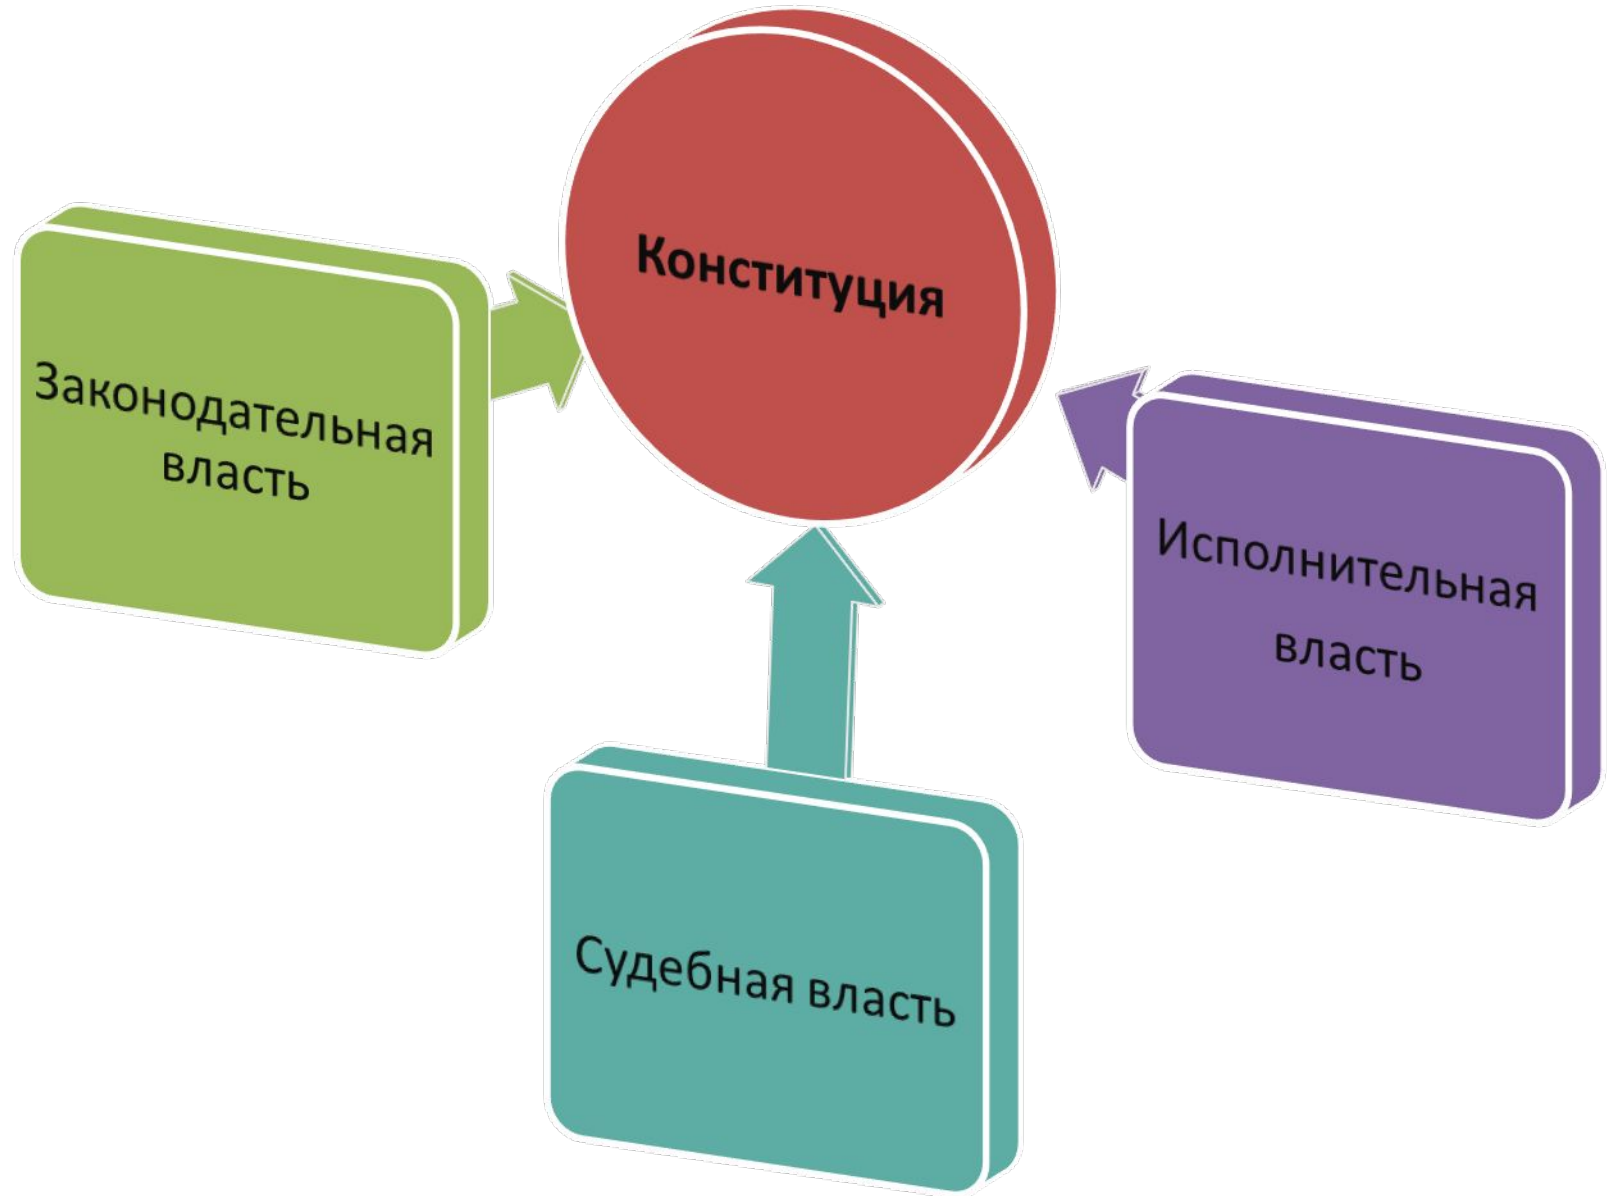 Конституция
Законодательная
власть
Исполнительная
власть
Судебная власть